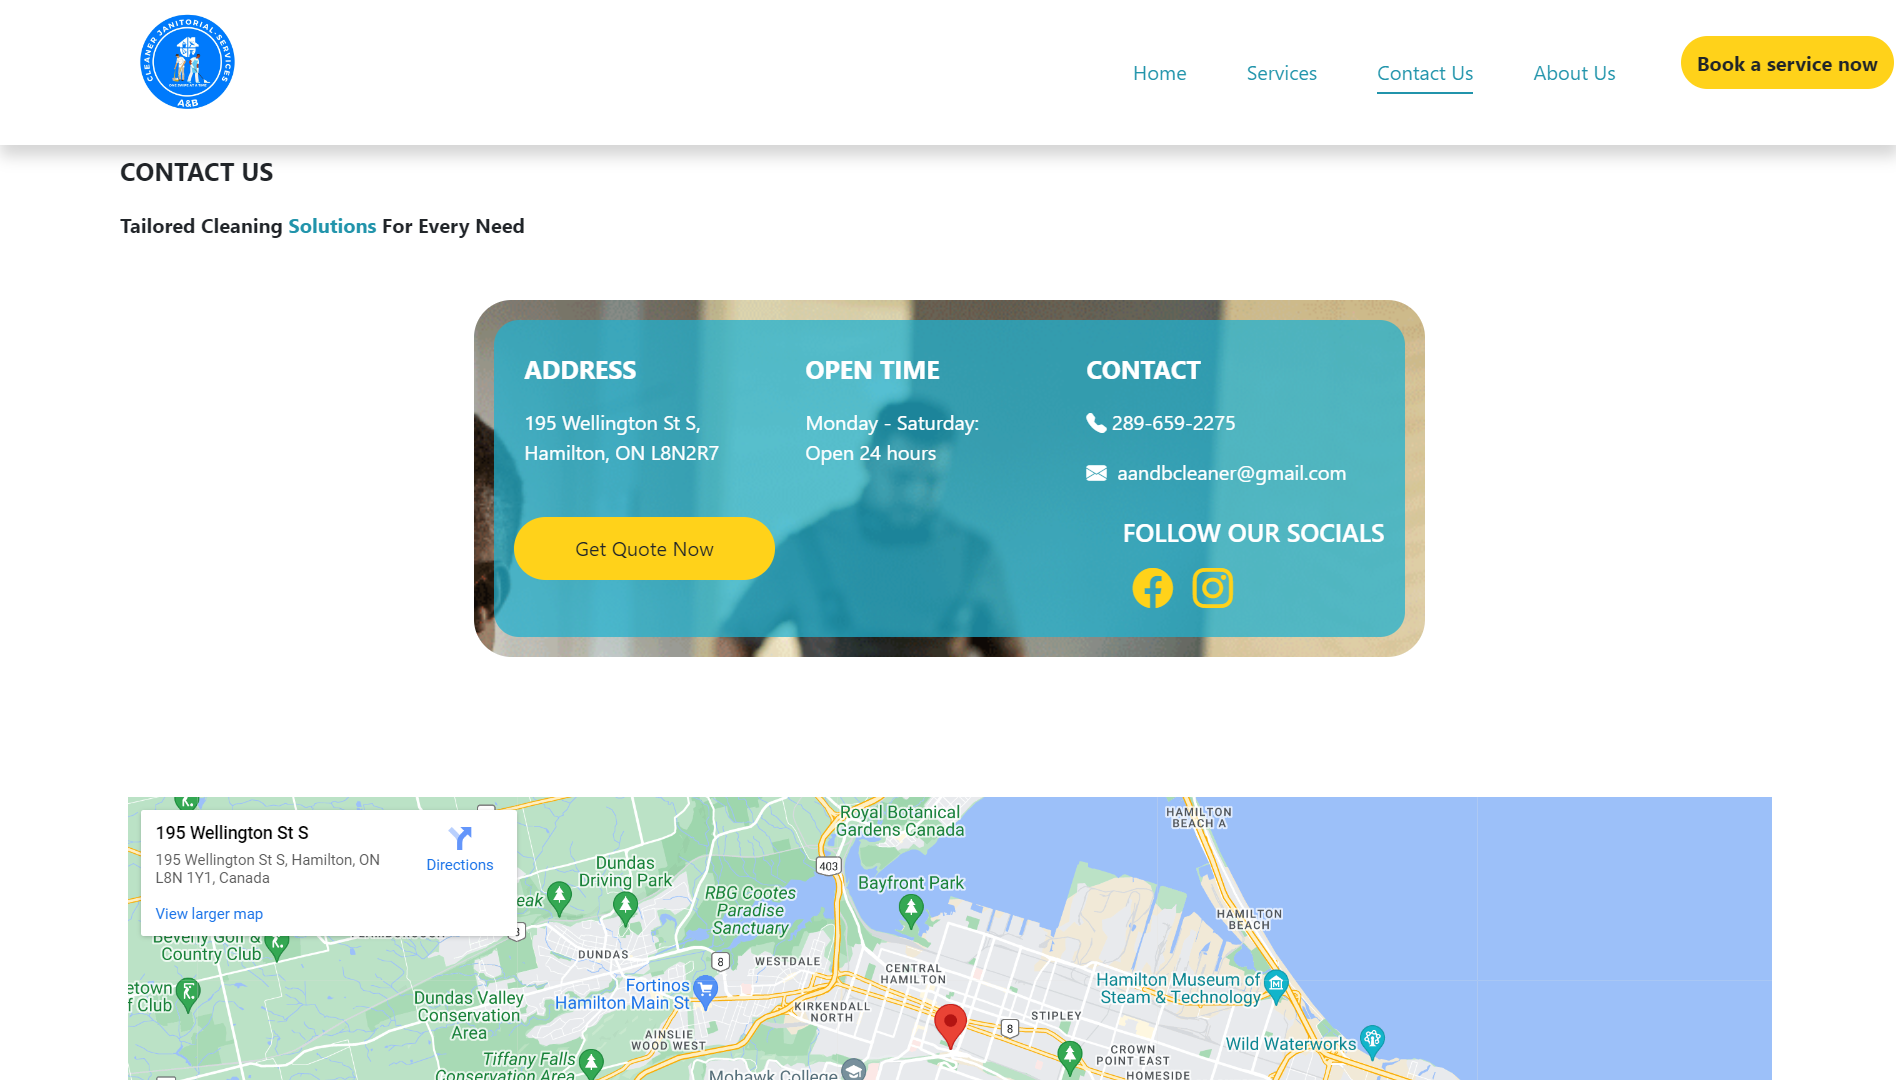 CLEANER JANITORIAL-SERVICES
A&B
Home
Services
Contact Us
About Us
Book a service now
CONTACT US
Tailored Cleaning Solutions For Every Need
ADDRESS
195 Wellington St S,
Hamilton, ON L8N2R7
OPEN TIME
Monday - Saturday:
Open 24 hours
CONTACT
289-659-2275
aandbcleaner@gmail.com
Get Quote Now
FOLLOW OUR SOCIALS
195 Wellington St S
195 Wellington St S, Hamilton, ON
L8N 1Y1, Canada
Directions
View larger map
Royal Botanical
Gardens Canada
HAMILTON
BEACH A
403
Dundas
Driving Park
eak
RBG Cootes
Paradise
Sanctuary
Bayfront Park
HAMILTON
BEACH
Beverly Golf &
Country Club
DUNDAS
8
WESTDALE
CENTRAL
HAMILTON
Hamilton Museum of
Steam & Technology
etown
f Club
Fortinos
Hamilton Main St
Dundas Valley
Conservation
Area
KIRKENDALL
NORTH
STIPLEY
8
AINSLIE
WOOD WEST
Wild Waterworks
CROWN
POINT EAST
Tiffany Falls
Conservation Area
Mohawk College
HOMESIDE